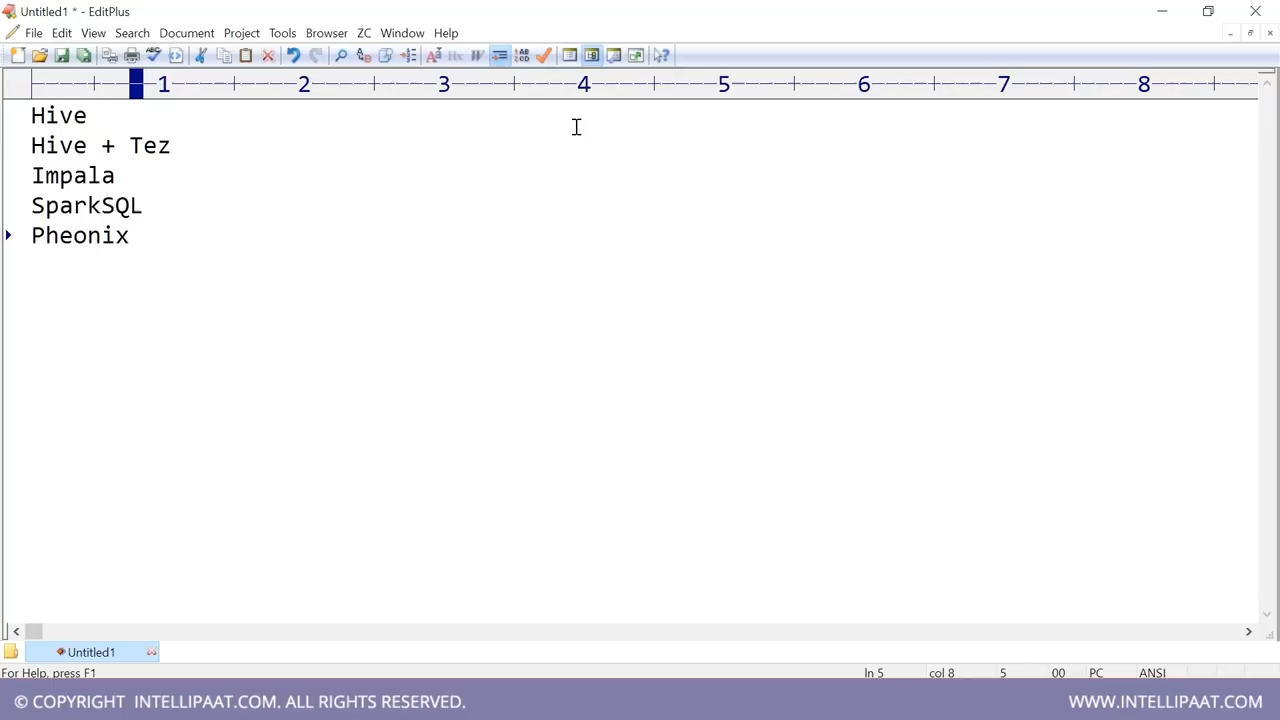 Untitled1 * - EditPlus
File Edit View Search Document Project Tools Browser ZC Window Help
1 2 3 4 5 6 7 8
Hive
Hive + Tez
Impala
SparkSQL
Pheonix
Untitled1
For Help, press F1 ln 5 col 8 5 00 PC ANSI
© COPYRIGHT INTELLIPAAT.COM. ALL RIGHTS RESERVED. WWW.INTELLIPAAT.COM